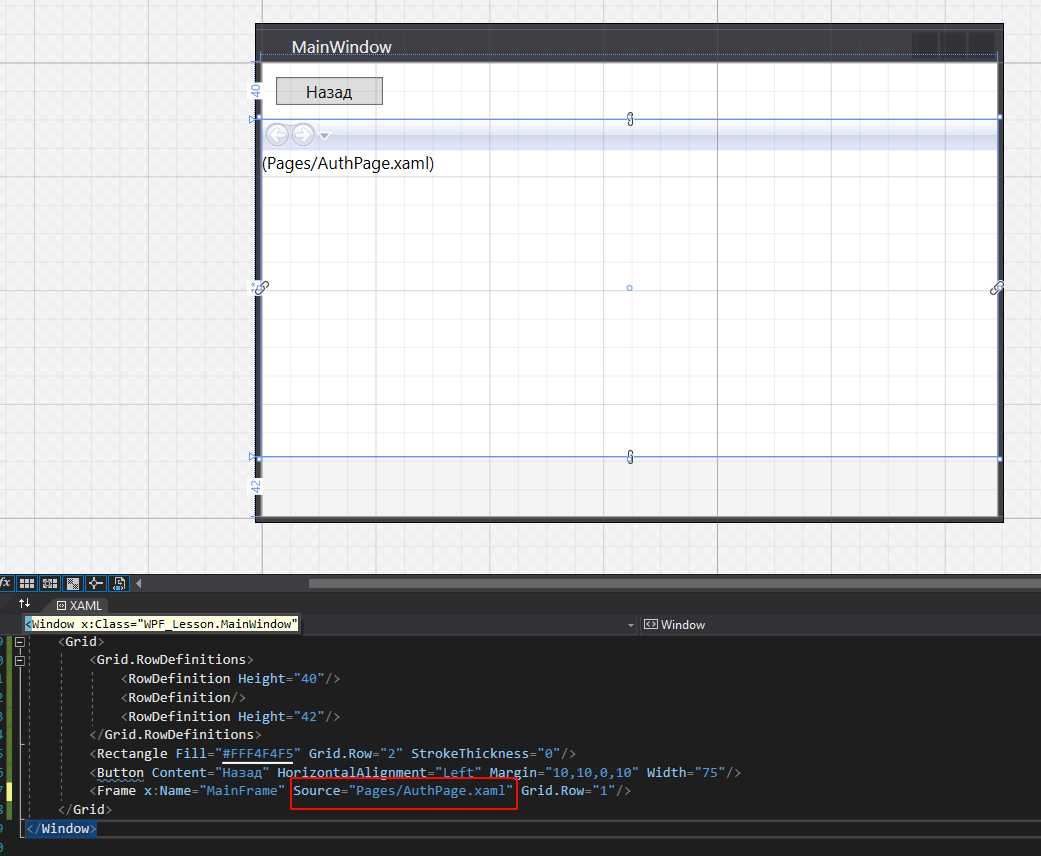 MainWindow
40
Назад
(Pages/AuthPage.xaml)
1*
42
fx
XAML
<Window x:Class="WPF_Lesson.MainWindow" Window
<Grid>
<Grid.RowDefinitions>
<RowDefinition Height="40"/>
<RowDefinition/>
<RowDefinition Height="42"/>
</Grid.RowDefinitions>
<Rectangle Fill="#FFF4F4F5" Grid.Row="2" StrokeThickness="0"/>
<Button Content="Назад" HorizontalAlignment="Left" Margin="10,10,0,10" Width="75"/>
<Frame x:Name="MainFrame" Source="Pages/AuthPage.xaml" Grid.Row="1"/>
</Grid>
</Window>